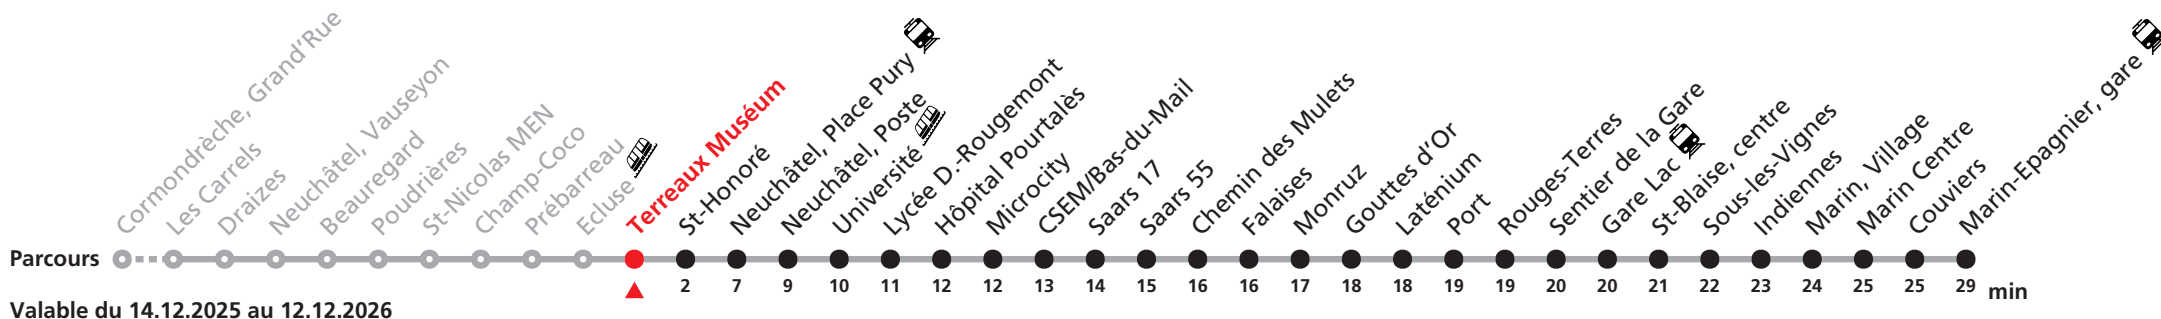 Cormondrèche, Grand'Rue
Les Carrels
Draizes
Neuchâtel, Vauseyon
Beauregard
Poudrières
St-Nicolas MEN
Champ-Coco
Prébarreau
Ecluse
Terreaux Muséum
St-Honoré
Neuchâtel, Place Pury
Neuchâtel, Poste
Université
Lycée D.-Rougemont
Hôpital Pourtalès
Microcity
CSEM/Bas-du-Mail
Saars 17
Saars 55
Chemin des Mulets
Falaises
Monruz
Gouttes d'Or
Laténium
Port
Rouges-Terres
Sentier de la Gare
Gare Lac
St-Blaise, centre
Sous-les-Vignes
Indiennes
Marin, Village
Marin Centre
Couviers
Marin-Epagnier, gare
Parcours
2 7 9 10 11 12 12 13 14 15 16 16 17 18 18 19 19 20 20 21 22 23 24 25 25 29 min
Valable du 14.12.2025 au 12.12.2026